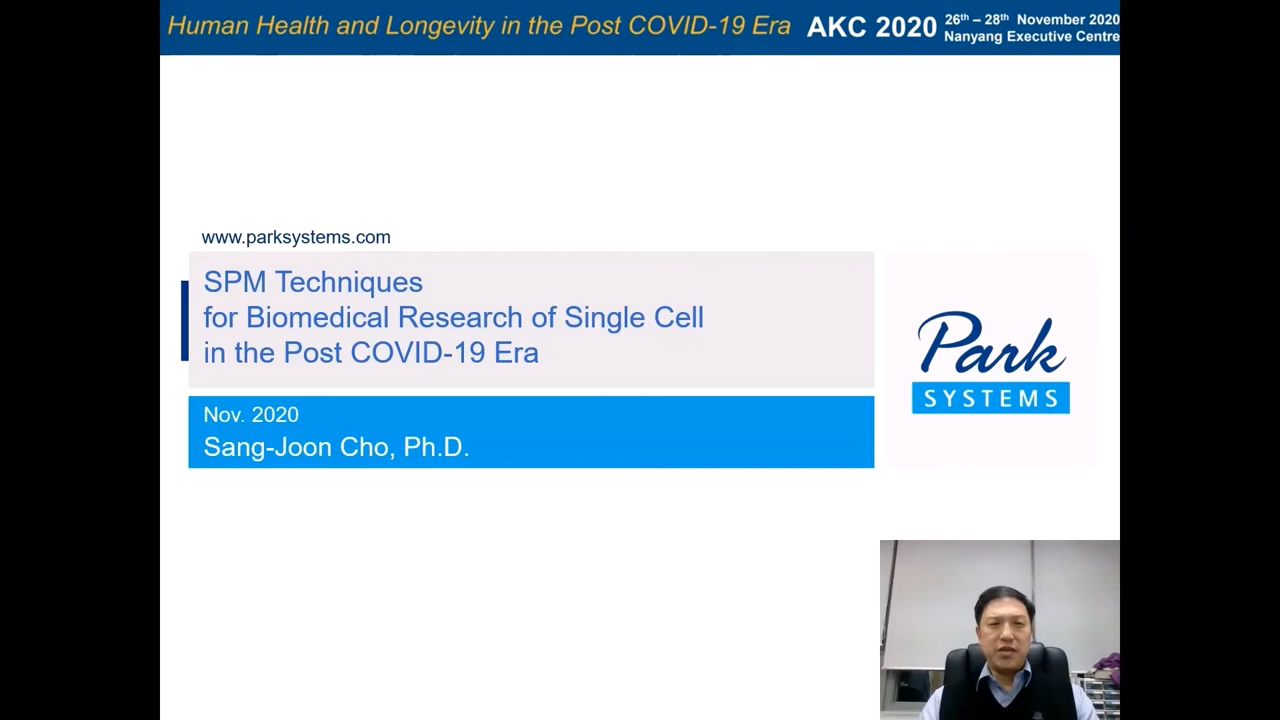 Human Health and Longevity in the Post COVID-19 Era AKC 2020 26th – 28th November 2020
Nanyang Executive Centre
www.parksystems.com
SPM Techniques
for Biomedical Research of Single Cell
in the Post COVID-19 Era
Nov. 2020
Sang-Joon Cho, Ph.D.
Park
SYSTEMS